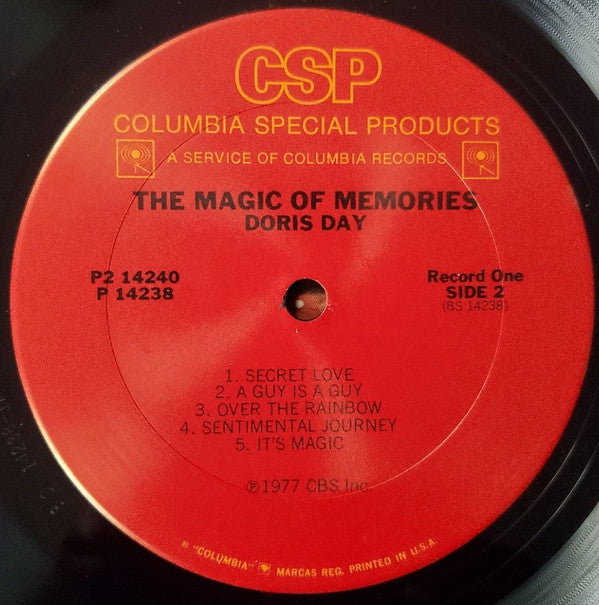 CSP
COLUMBIA SPECIAL PRODUCTS
A SERVICE OF COLUMBIA RECORDS
THE MAGIC OF MEMORIES
DORIS DAY
P2 14240
P 14238
Record One
SIDE 2
(BS 14238)
1. SECRET LOVE
2. A GUY IS A GUY
3. OVER THE RAINBOW
4. SENTIMENTAL JOURNEY
5. IT'S MAGIC
℗1977 CBS Inc.
® "COLUMBIA" MARCAS REG. PRINTED IN U.S.A.